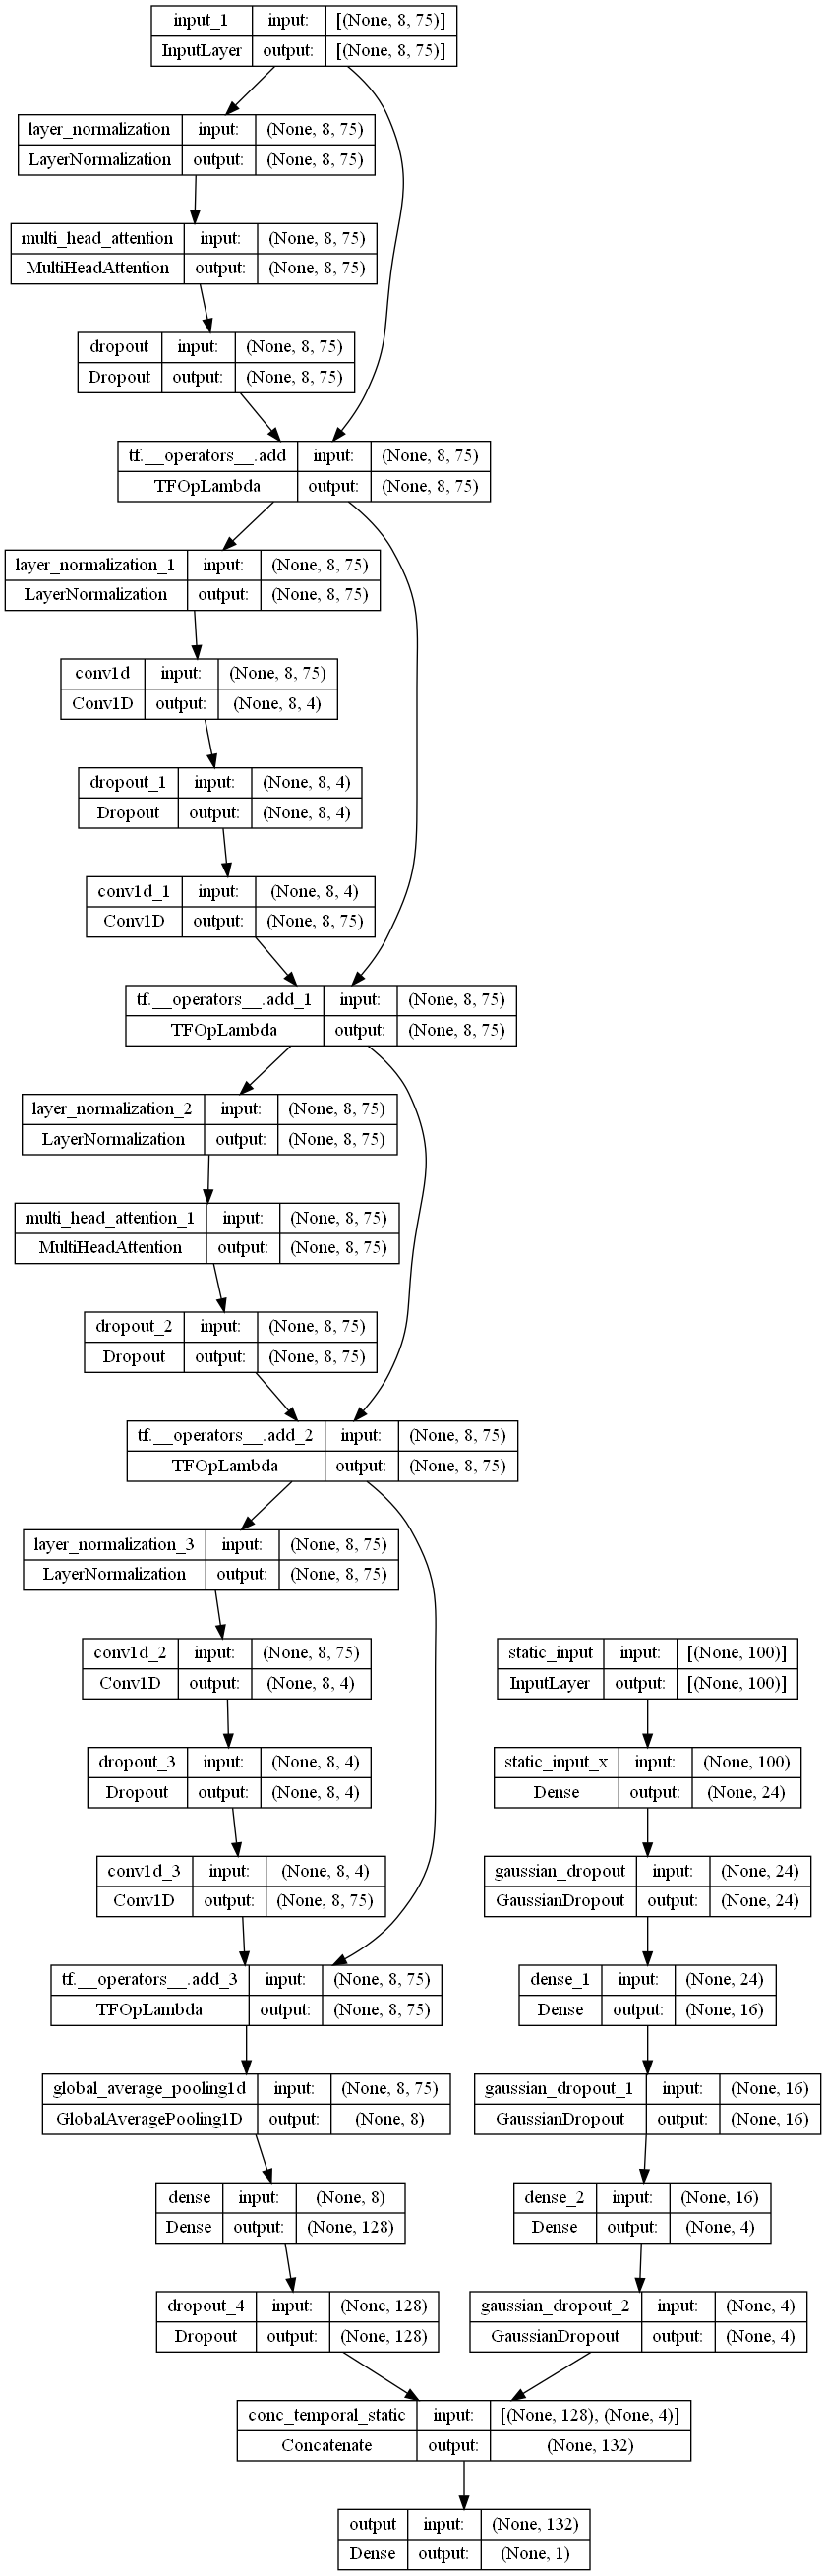 input_1 input: [(None, 8, 75)]
InputLayer output: [(None, 8, 75)]
layer_normalization input: (None, 8, 75)
LayerNormalization output: (None, 8, 75)
multi_head_attention input: (None, 8, 75)
MultiHeadAttention output: (None, 8, 75)
dropout input: (None, 8, 75)
Dropout output: (None, 8, 75)
tf.__operators__.add input: (None, 8, 75)
TFOpLambda output: (None, 8, 75)
layer_normalization_1 input: (None, 8, 75)
LayerNormalization output: (None, 8, 75)
conv1d input: (None, 8, 75)
Conv1D output: (None, 8, 4)
dropout_1 input: (None, 8, 4)
Dropout output: (None, 8, 4)
conv1d_1 input: (None, 8, 4)
Conv1D output: (None, 8, 75)
tf.__operators__.add_1 input: (None, 8, 75)
TFOpLambda output: (None, 8, 75)
layer_normalization_2 input: (None, 8, 75)
LayerNormalization output: (None, 8, 75)
multi_head_attention_1 input: (None, 8, 75)
MultiHeadAttention output: (None, 8, 75)
dropout_2 input: (None, 8, 75)
Dropout output: (None, 8, 75)
tf.__operators__.add_2 input: (None, 8, 75)
TFOpLambda output: (None, 8, 75)
layer_normalization_3 input: (None, 8, 75)
LayerNormalization output: (None, 8, 75)
conv1d_2 input: (None, 8, 75)
Conv1D output: (None, 8, 4)
dropout_3 input: (None, 8, 4)
Dropout output: (None, 8, 4)
conv1d_3 input: (None, 8, 4)
Conv1D output: (None, 8, 75)
tf.__operators__.add_3 input: (None, 8, 75)
TFOpLambda output: (None, 8, 75)
global_average_pooling1d input: (None, 8, 75)
GlobalAveragePooling1D output: (None, 8)
dense input: (None, 8)
Dense output: (None, 128)
dropout_4 input: (None, 128)
Dropout output: (None, 128)
static_input input: [(None, 100)]
InputLayer output: [(None, 100)]
static_input_x input: (None, 100)
Dense output: (None, 24)
gaussian_dropout input: (None, 24)
GaussianDropout output: (None, 24)
dense_1 input: (None, 24)
Dense output: (None, 16)
gaussian_dropout_1 input: (None, 16)
GaussianDropout output: (None, 16)
dense_2 input: (None, 16)
Dense output: (None, 4)
gaussian_dropout_2 input: (None, 4)
GaussianDropout output: (None, 4)
conc_temporal_static input: [(None, 128), (None, 4)]
Concatenate output: (None, 132)
output input: (None, 132)
Dense output: (None, 1)